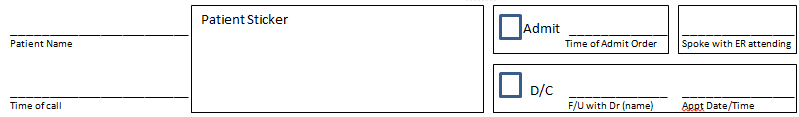 Patient Sticker
Admit
Patient Name
Time of Admit Order
Spoke with ER attending
D/C
Time of call
F/U with Dr (name)
Appt Date/Time